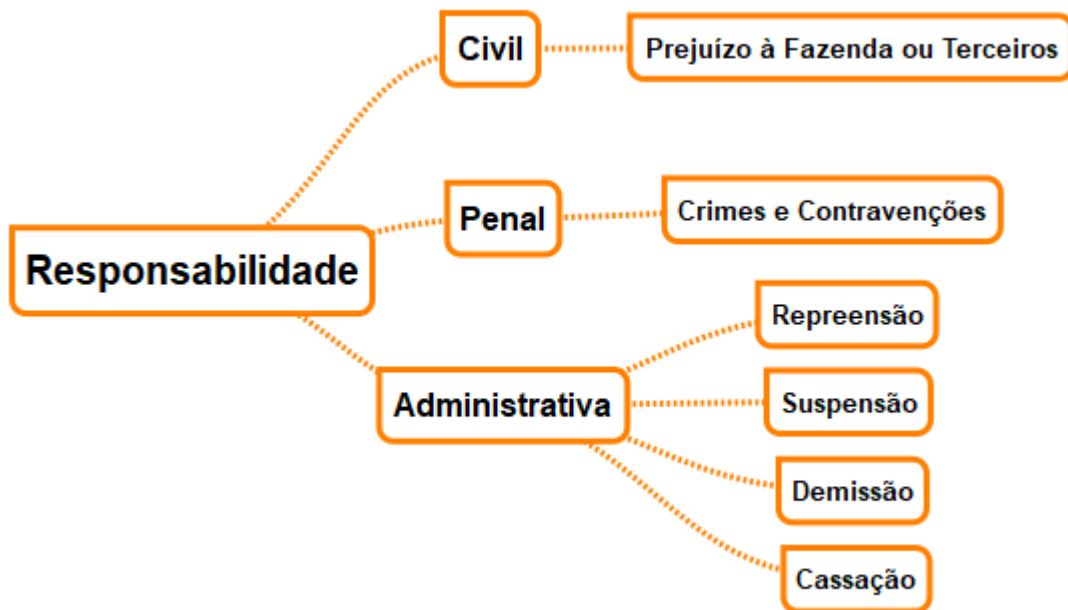 Responsabilidade
Civil
Prejuízo à Fazenda ou Terceiros
Penal
Crimes e Contravenções
Administrativa
Repreensão
Suspensão
Demissão
Cassação